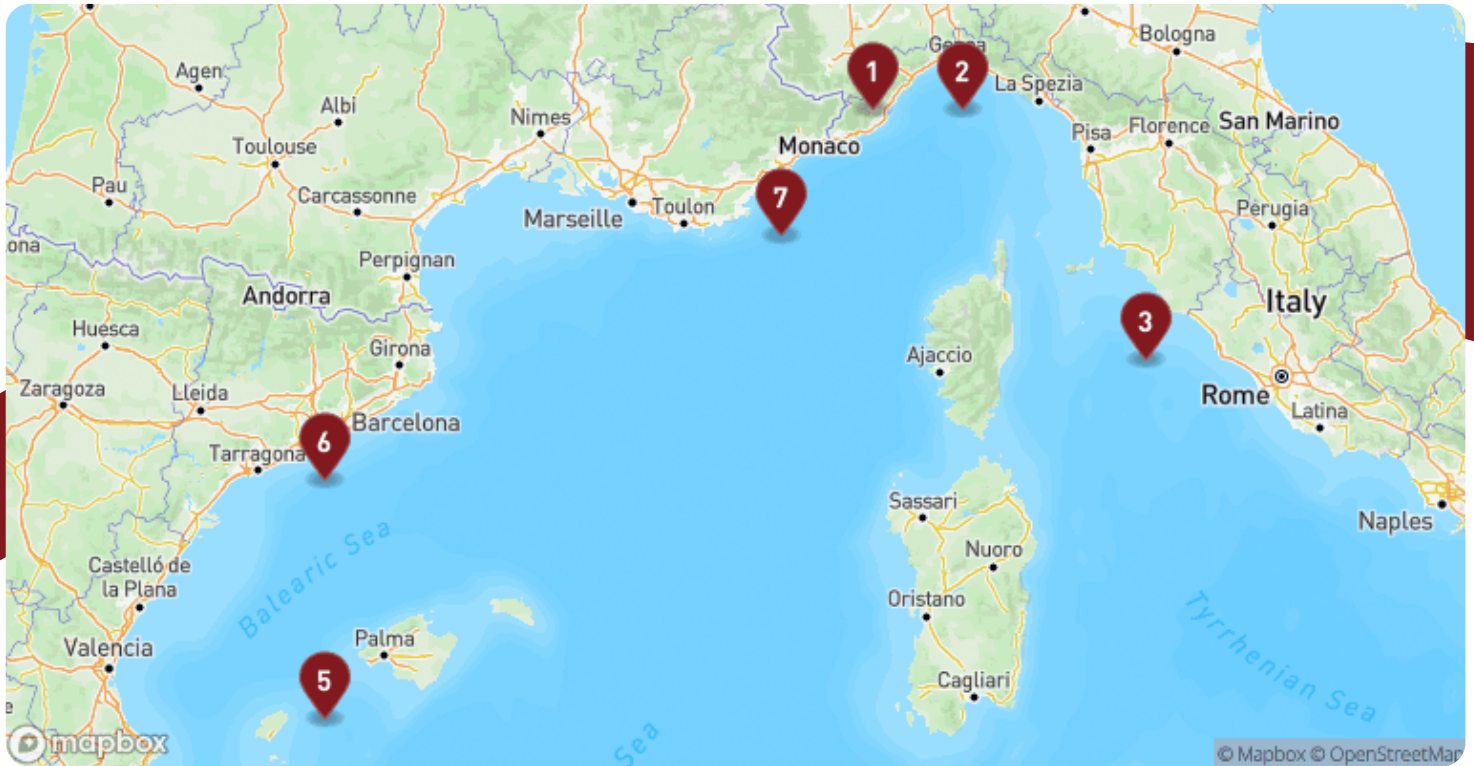 Bologna
Genoa
Agen
1
2
La Spezia
Albi
Nimes
San Marino
Pisa
Florence
Toulouse
Monaco
Pau
Carcassonne
7
Marseille
Toulon
Perugia
ona
Perpignan
Andorra
Italy
Huesca
3
Girona
Ajaccio
Zaragoza
Lleida
Rome
Latina
Barcelona
6
Tarragona
Sassari
Naples
Balearic Sea
Nuoro
Castelló de
la Plana
Oristano
Tyrrhenian Sea
Palma
Valencia
5
Cagliari
e
Sea
mapbox
© Mapbox © OpenStreetMap